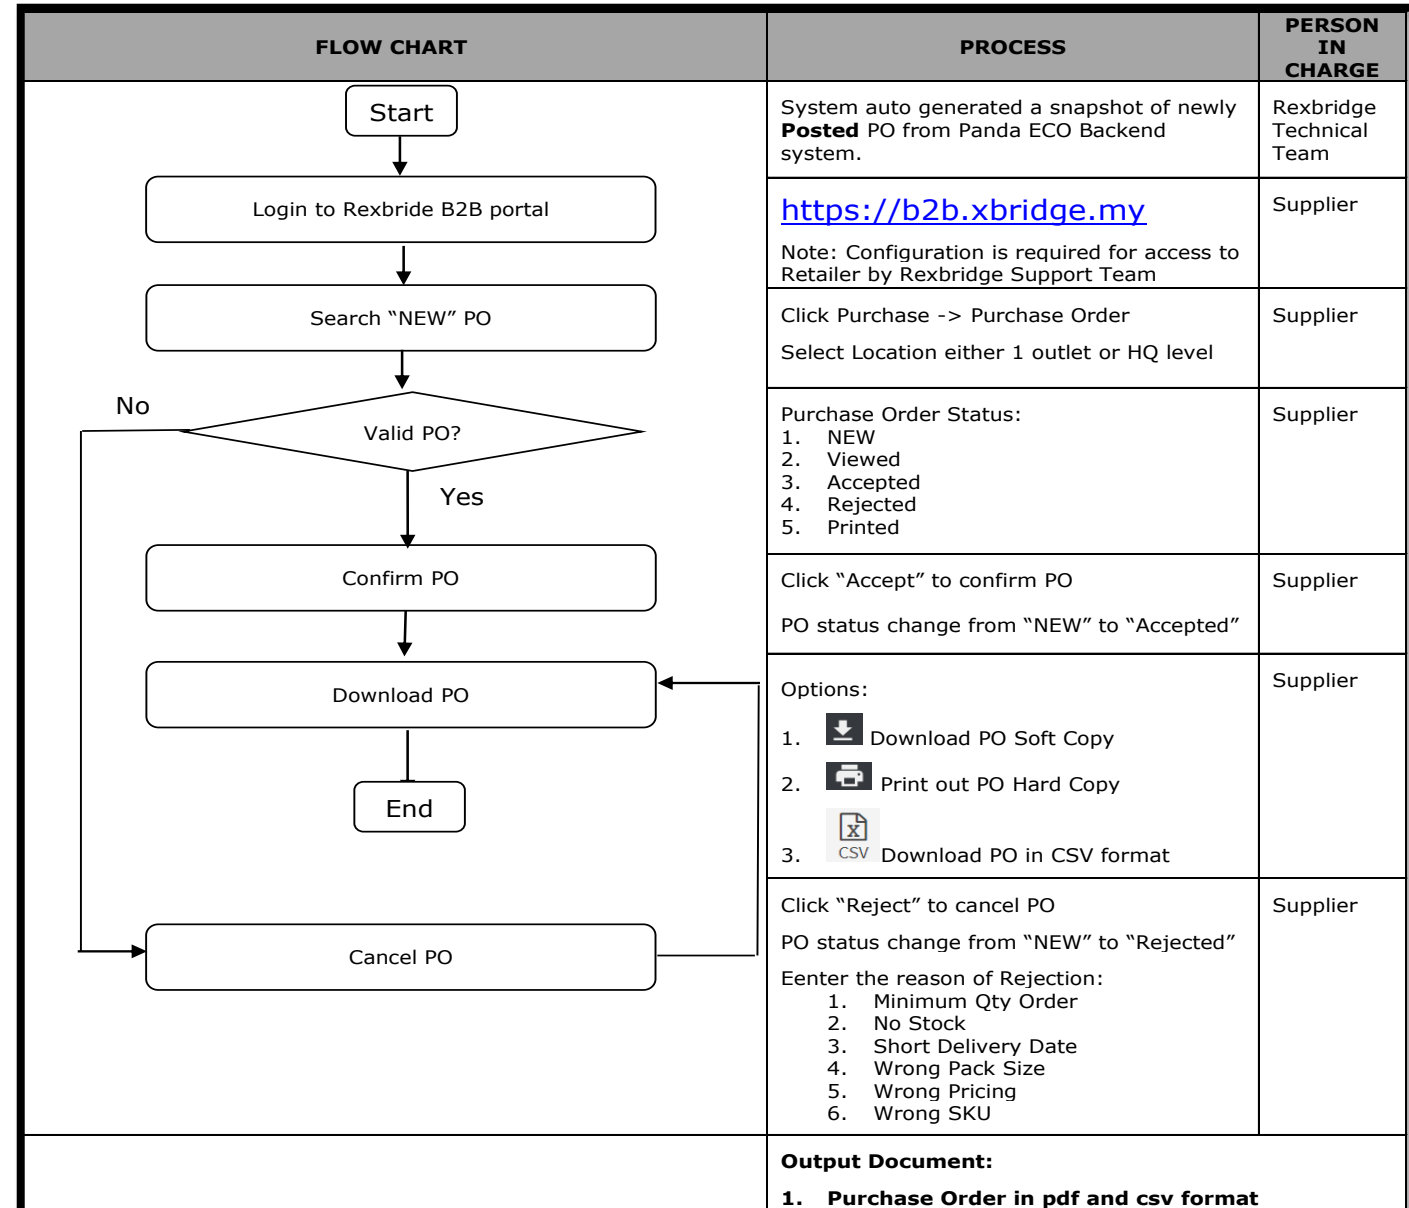 FLOW CHART
PROCESS
PERSON
IN
CHARGE
Start
System auto generated a snapshot of newly
Posted PO from Panda ECO Backend
system.
Rexbridge
Technical
Team
Login to Rexbride B2B portal
https://b2b.xbridge.my
Note: Configuration is required for access to
Retailer by Rexbridge Support Team
Supplier
Search “NEW” PO
Click Purchase -> Purchase Order
Select Location either 1 outlet or HQ level
Supplier
No
Valid PO?
Yes
Purchase Order Status:
1. NEW
2. Viewed
3. Accepted
4. Rejected
5. Printed
Supplier
Confirm PO
Click “Accept” to confirm PO
PO status change from “NEW” to “Accepted”
Supplier
Download PO
End
Options:
1. Download PO Soft Copy
2. Print out PO Hard Copy
X
3. CSV Download PO in CSV format
Supplier
Cancel PO
Click “Reject” to cancel PO
PO status change from “NEW” to “Rejected”
Eenter the reason of Rejection:
1. Minimum Qty Order
2. No Stock
3. Short Delivery Date
4. Wrong Pack Size
5. Wrong Pricing
6. Wrong SKU
Supplier
Output Document:
1. Purchase Order in pdf and csv format